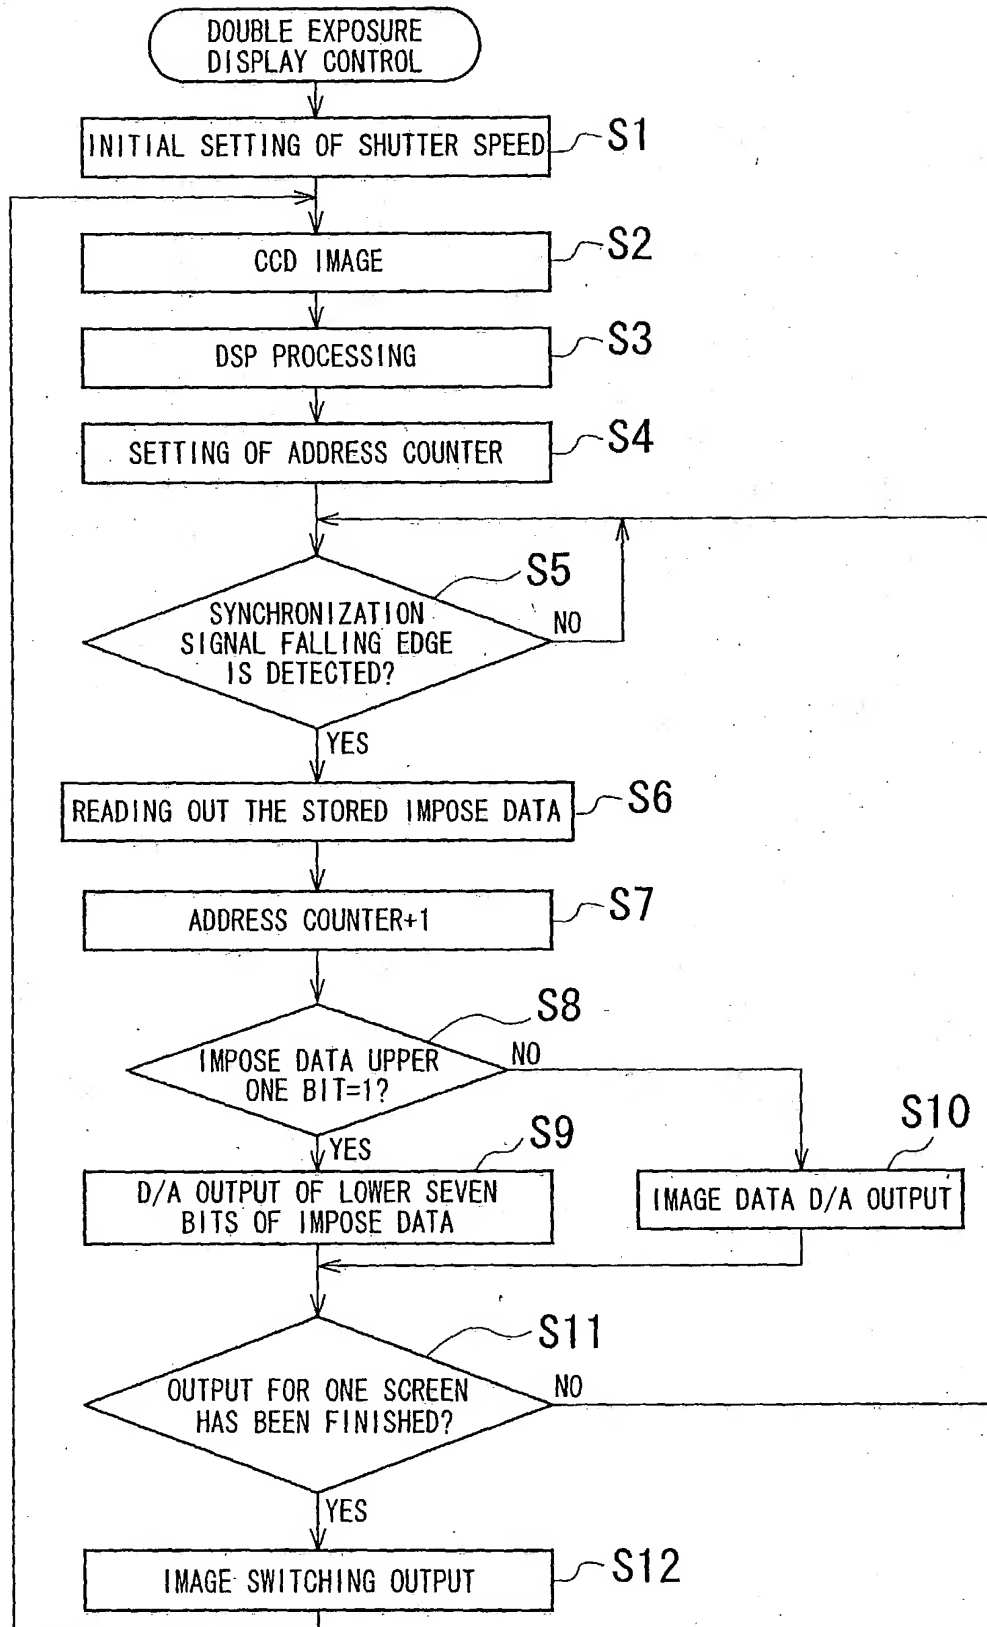 DOUBLE EXPOSURE
DISPLAY CONTROL
INITIAL SETTING OF SHUTTER SPEED
S1
CCD IMAGE
S2
DSP PROCESSING
S3
SETTING OF ADDRESS COUNTER
S4
S5
SYNCHRONIZATION
SIGNAL FALLING EDGE
IS DETECTED?
NO
YES
READING OUT THE STORED IMPOSE DATA
S6
ADDRESS COUNTER+1
S7
S8
IMPOSE DATA UPPER
ONE BIT=1?
NO
YES
S9
D/A OUTPUT OF LOWER SEVEN
BITS OF IMPOSE DATA
S10
IMAGE DATA D/A OUTPUT
S11
OUTPUT FOR ONE SCREEN
HAS BEEN FINISHED?
NO
YES
IMAGE SWITCHING OUTPUT
S12